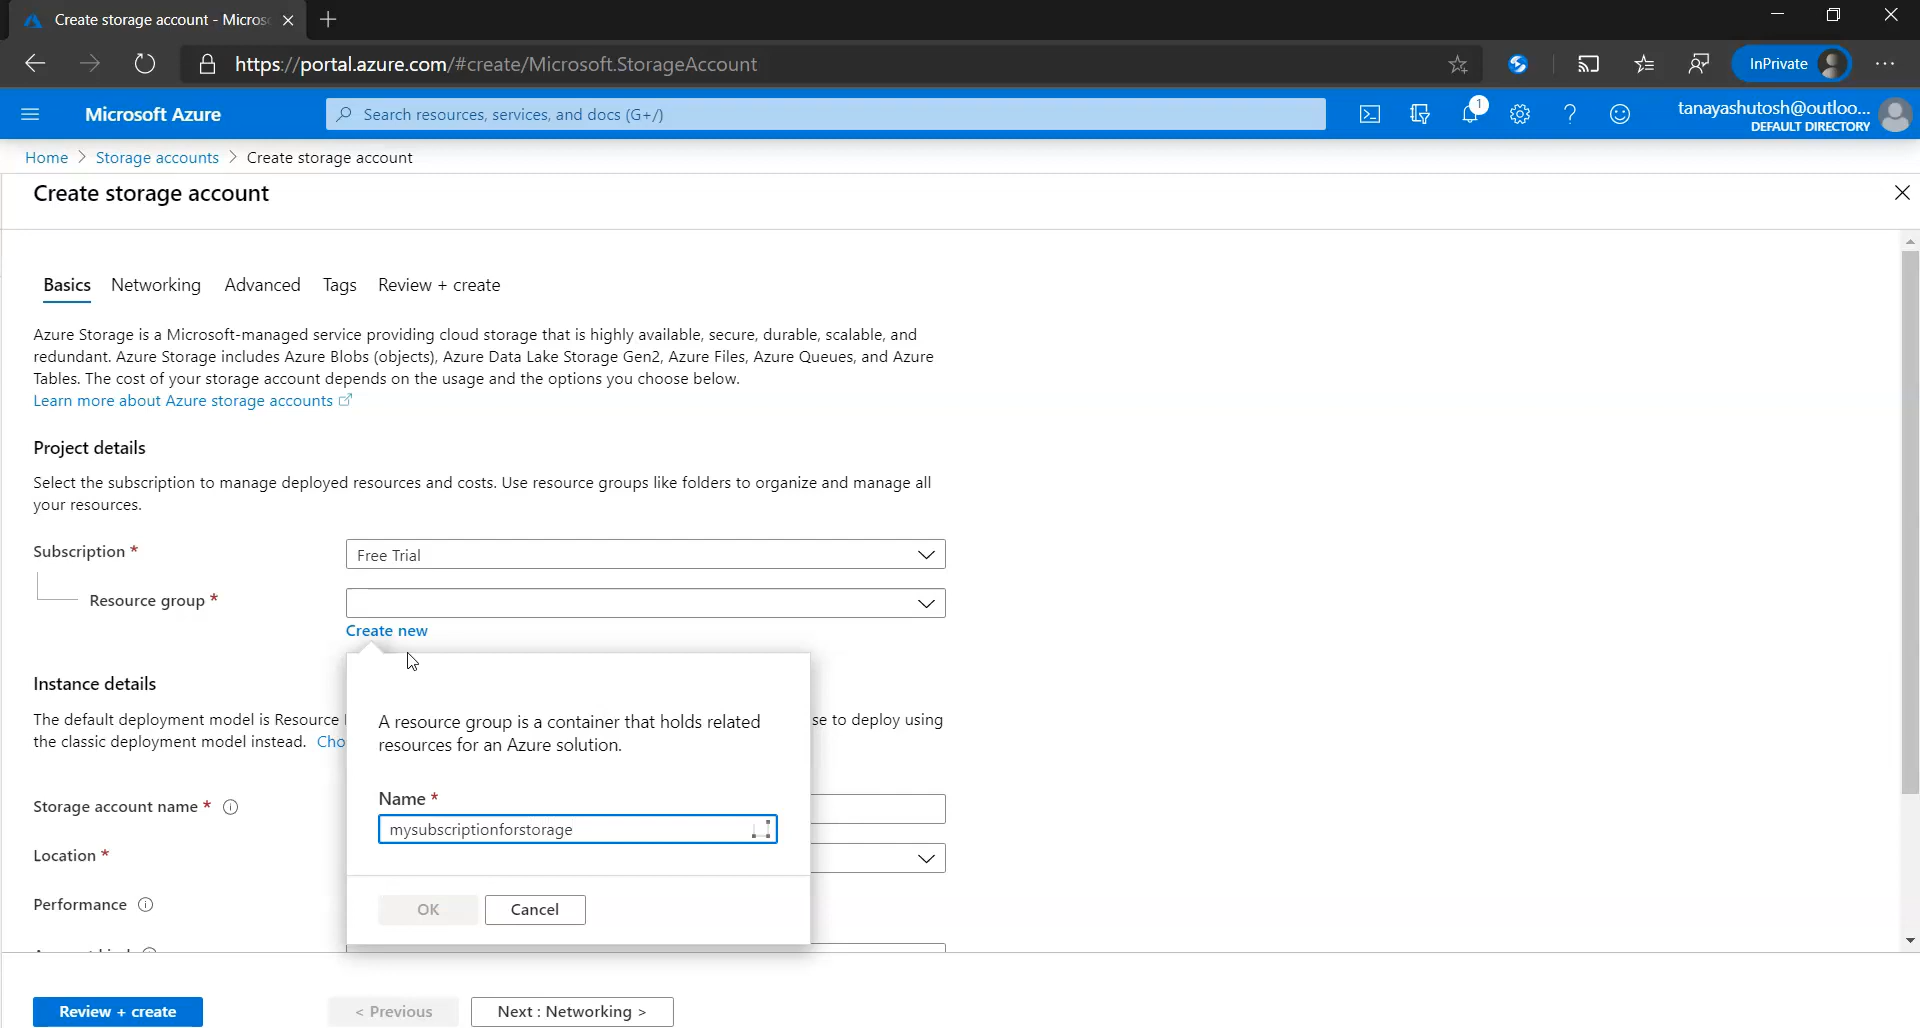 Create storage account - Micros
https://portal.azure.com/#create/Microsoft.StorageAccount
InPrivate
Microsoft Azure
Search resources, services, and docs (G+/)
1
tanayashutosh@outloo...
DEFAULT DIRECTORY
Home > Storage accounts > Create storage account
Create storage account
Basics Networking Advanced Tags Review + create
Azure Storage is a Microsoft-managed service providing cloud storage that is highly available, secure, durable, scalable, and
redundant. Azure Storage includes Azure Blobs (objects), Azure Data Lake Storage Gen2, Azure Files, Azure Queues, and Azure
Tables. The cost of your storage account depends on the usage and the options you choose below.
Learn more about Azure storage accounts
Project details
Select the subscription to manage deployed resources and costs. Use resource groups like folders to organize and manage all
your resources.
Subscription *
Free Trial
Resource group *
Create new
Instance details
The default deployment model is Resource
se to deploy using
the classic deployment model instead. Cho
A resource group is a container that holds related
resources for an Azure solution.
Name *
mysubscriptionforstorage
OK Cancel
Storage account name *
Location *
Performance
Review + create
< Previous
Next : Networking >